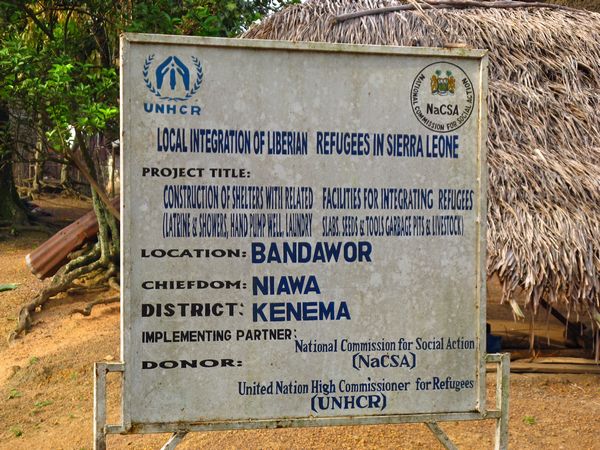 UNHCR
NATIONAL COMMISSION FOR SOCIAL ACTION
NaCSA
LOCAL INTEGRATION OF LIBERIAN REFUGEES IN SIERRA LEONE
PROJECT TITLE:
CONSTRUCTION OF SHELTERS WITH RELATED FACILITIES FOR INTEGRATING REFUGEES
(LATRINE & SHOWERS, HAND PUMP WELL, LAUNDRY SLABS, SEEDS & TOOLS GARBAGE PITS & LIVESTOCK)
LOCATION: BANDAWOR
CHIEFDOM: NIAWA
DISTRICT: KENEMA
IMPLEMENTING PARTNER:
National Commission for Social Action
(NaCSA)
DONOR:
United Nation High Commissioner for Refugees
(UNHCR)